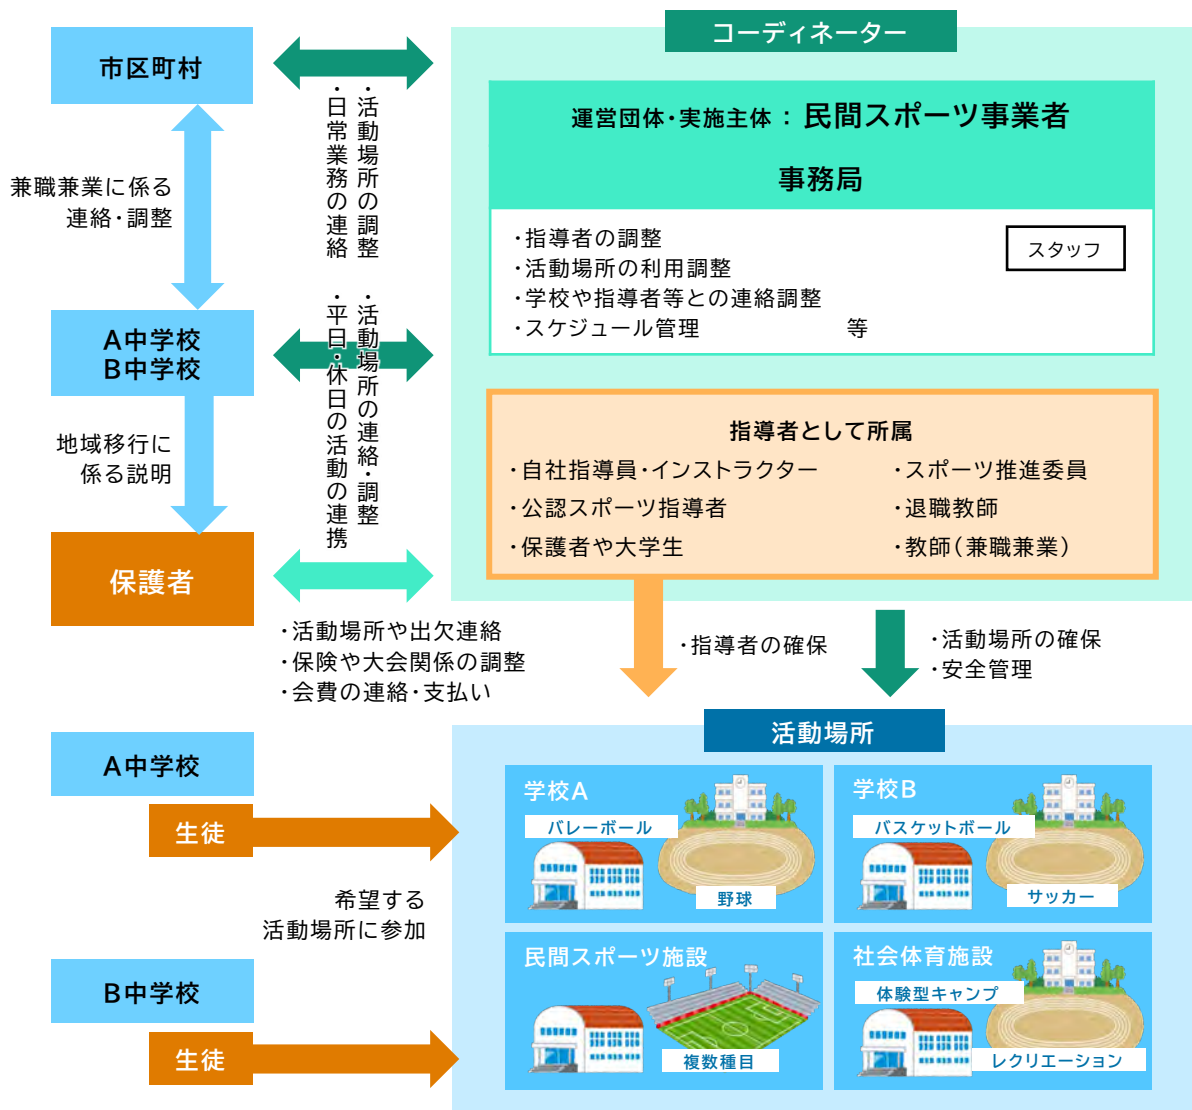 コーディネーター
市区町村
・活動場所の調整
・日常業務の連絡
運営団体・実施主体：民間スポーツ事業者
事務局
・指導者の調整
・活動場所の利用調整
・学校や指導者等との連絡調整
・スケジュール管理　　　　　等
スタッフ
兼職兼業に係る
連絡・調整
A中学校
B中学校
・活動場所の連絡・調整
・平日・休日の活動の連携
地域移行に
係る説明
指導者として所属
・自社指導員・インストラクター
・公認スポーツ指導者
・保護者や大学生
・スポーツ推進委員
・退職教師
・教師（兼職兼業）
保護者
・活動場所や出欠連絡
・保険や大会関係の調整
・会費の連絡・支払い
・指導者の確保
・活動場所の確保
・安全管理
活動場所
A中学校
生徒
希望する
活動場所に参加
B中学校
生徒
学校A
バレーボール
野球
学校B
バスケットボール
サッカー
民間スポーツ施設
複数種目
社会体育施設
体験型キャンプ
レクリエーション